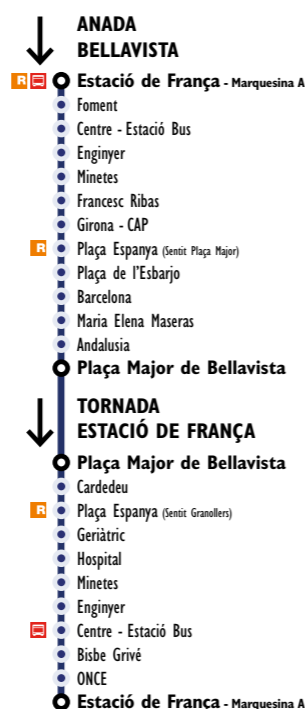 ANADA
BELLAVISTA
R Estació de França - Marquesina A
Foment
Centre - Estació Bus
Enginyer
Minetes
Francesc Ribas
Girona - CAP
R Plaça Espanya (Sentit Plaça Major)
Plaça de l'Esbarjo
Barcelona
Maria Elena Maseras
Andalusia
Plaça Major de Bellavista
TORNADA
ESTACIÓ DE FRANÇA
Plaça Major de Bellavista
Cardedeu
R Plaça Espanya (Sentit Granollers)
Geriàtric
Hospital
Minetes
Enginyer
Centre - Estació Bus
Bisbe Grivé
ONCE
Estació de França - Marquesina A